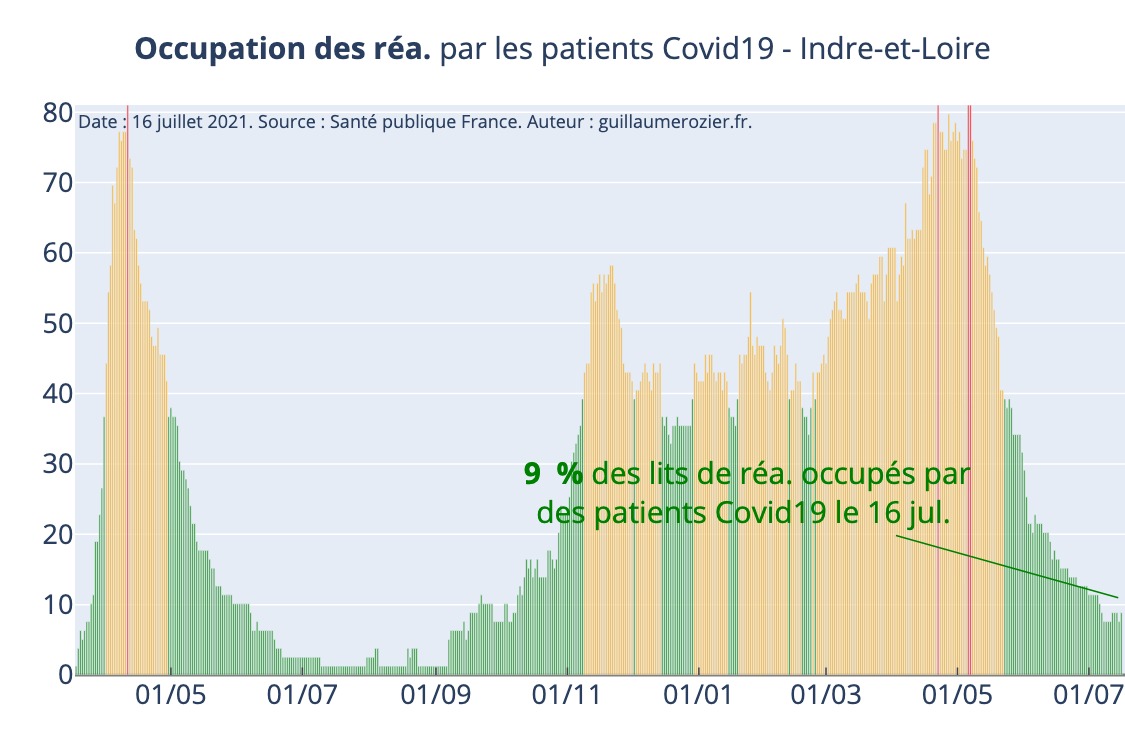 Occupation des réa. par les patients Covid19 - Indre-et-Loire
80
Date : 16 juillet 2021. Source : Santé publique France. Auteur : guillaumerozier.fr.
70
60
50
40
30
9 % des lits de réa. occupés par
des patients Covid19 le 16 jul.
20
10
0
01/05 01/07 01/09 01/11 01/01 01/03 01/05 01/07